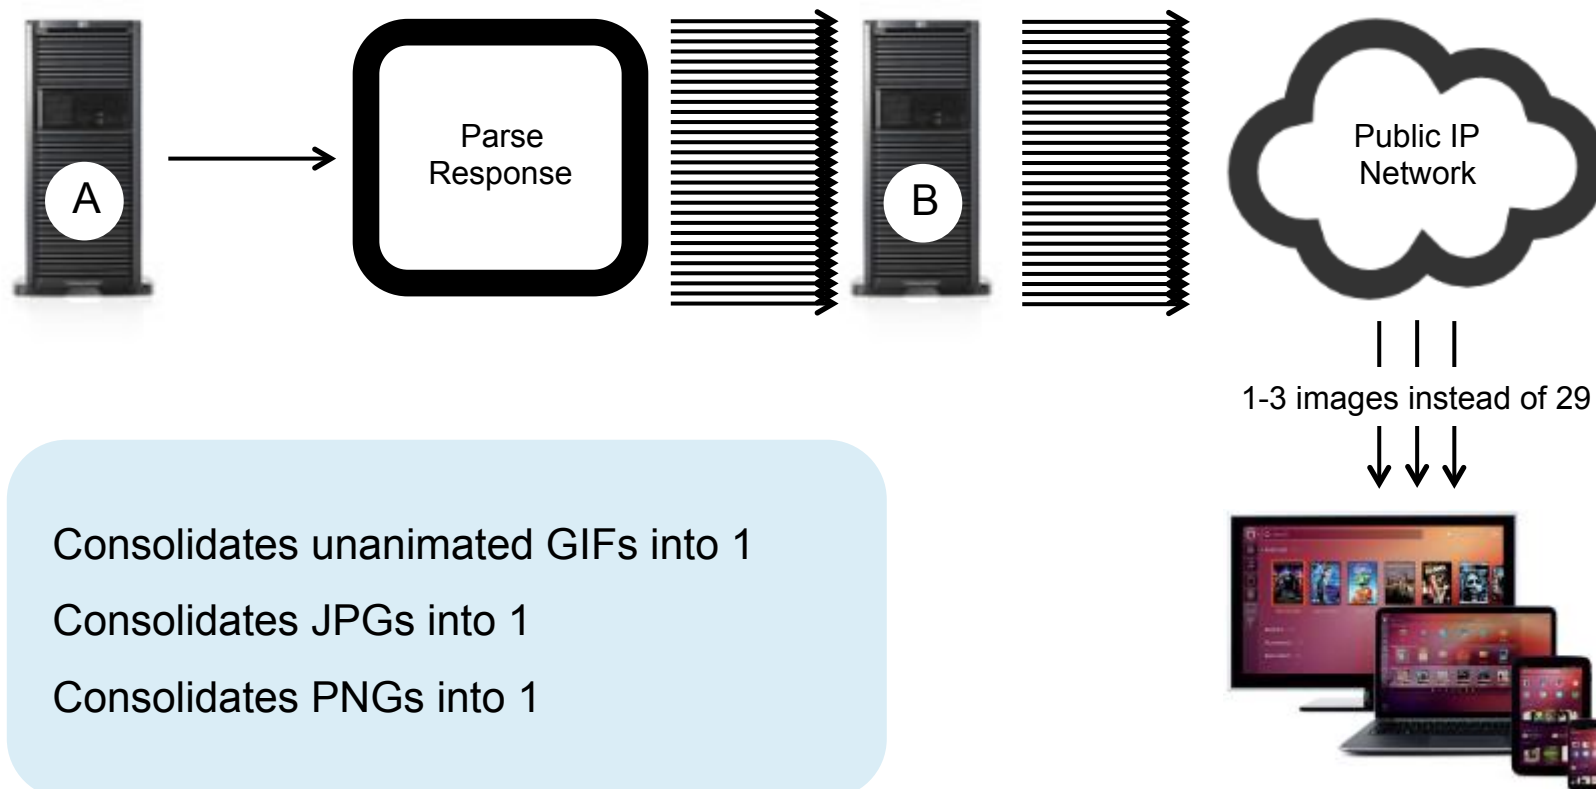 A
Parse
Response
B
Public IP
Network
1-3 images instead of 29
Consolidates unanimated GIFs into 1
Consolidates JPGs into 1
Consolidates PNGs into 1